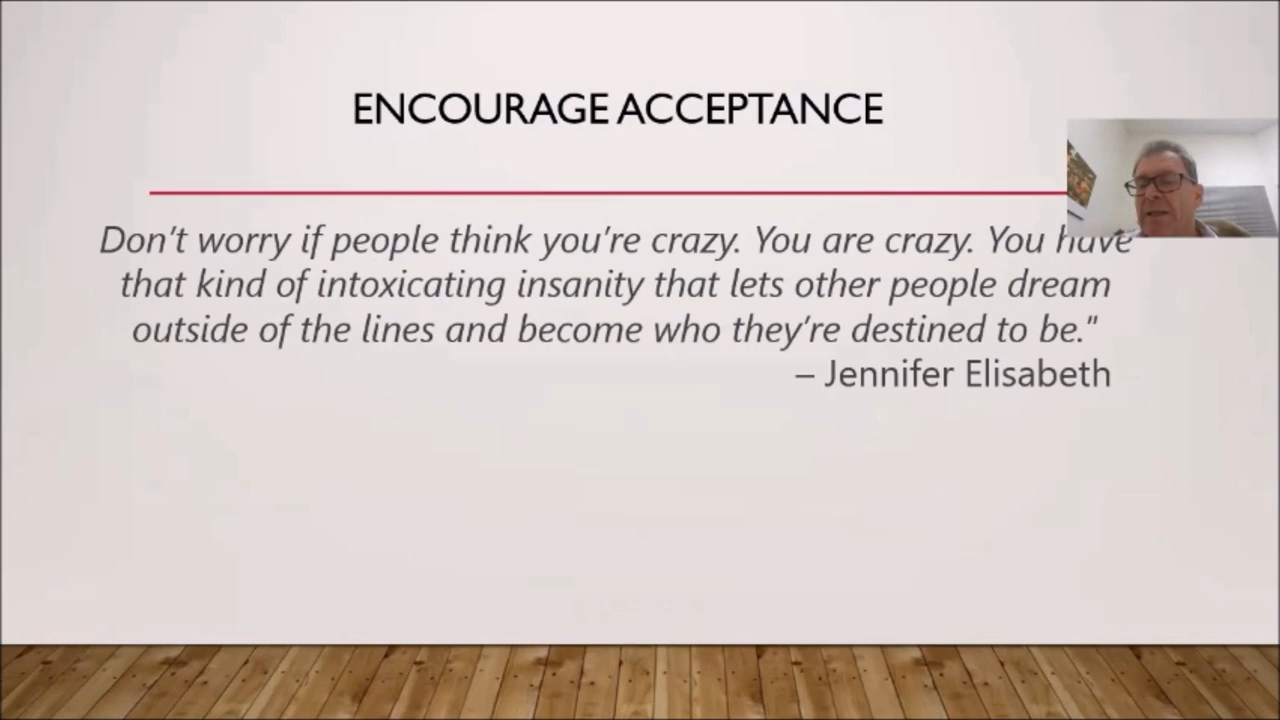 ENCOURAGE ACCEPTANCE
Don't worry if people think you're crazy. You are crazy. You have
that kind of intoxicating insanity that lets other people dream
outside of the lines and become who they're destined to be."
– Jennifer Elisabeth